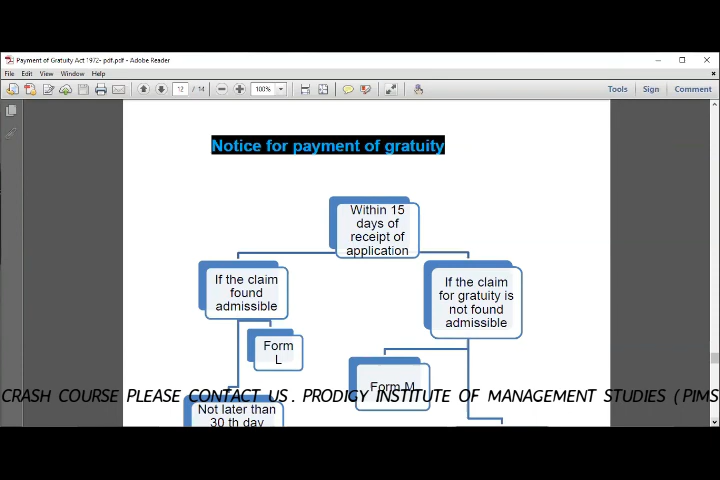 Payment of Gratuity Act 1972- pdf.pdf - Adobe Reader
File Edit View Window Help
12 / 14 100% Tools Sign Comment
Notice for payment of gratuity
Within 15
days of
receipt of
application
If the claim
found
admissible
If the claim
for gratuity is
not found
admissible
Form
L
Form M
CRASH COURSE PLEASE CONTACT US . PRODIGY INSTITUTE OF MANAGEMENT STUDIES ( PIMS
Not later than
30 th day